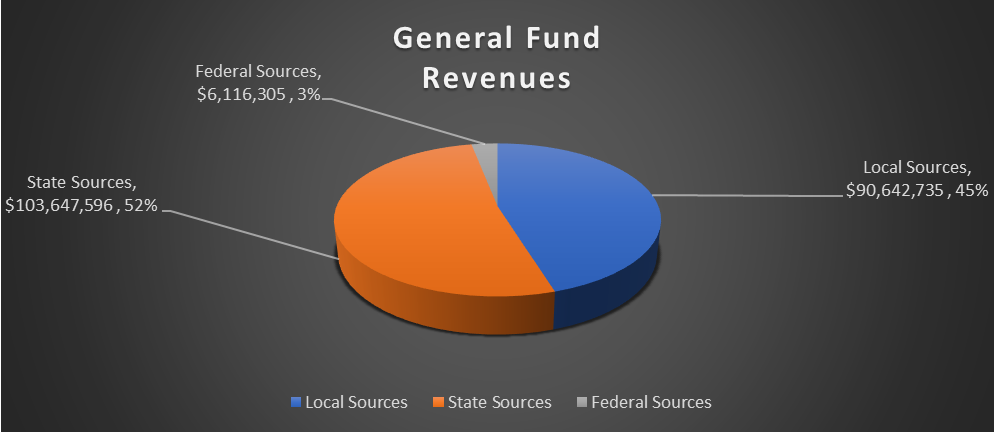 General Fund
Revenues
Federal Sources,
$6,116,305 , 3%
State Sources,
$103,647,596 , 52%
Local Sources,
$90,642,735 , 45%
Local Sources
State Sources
Federal Sources